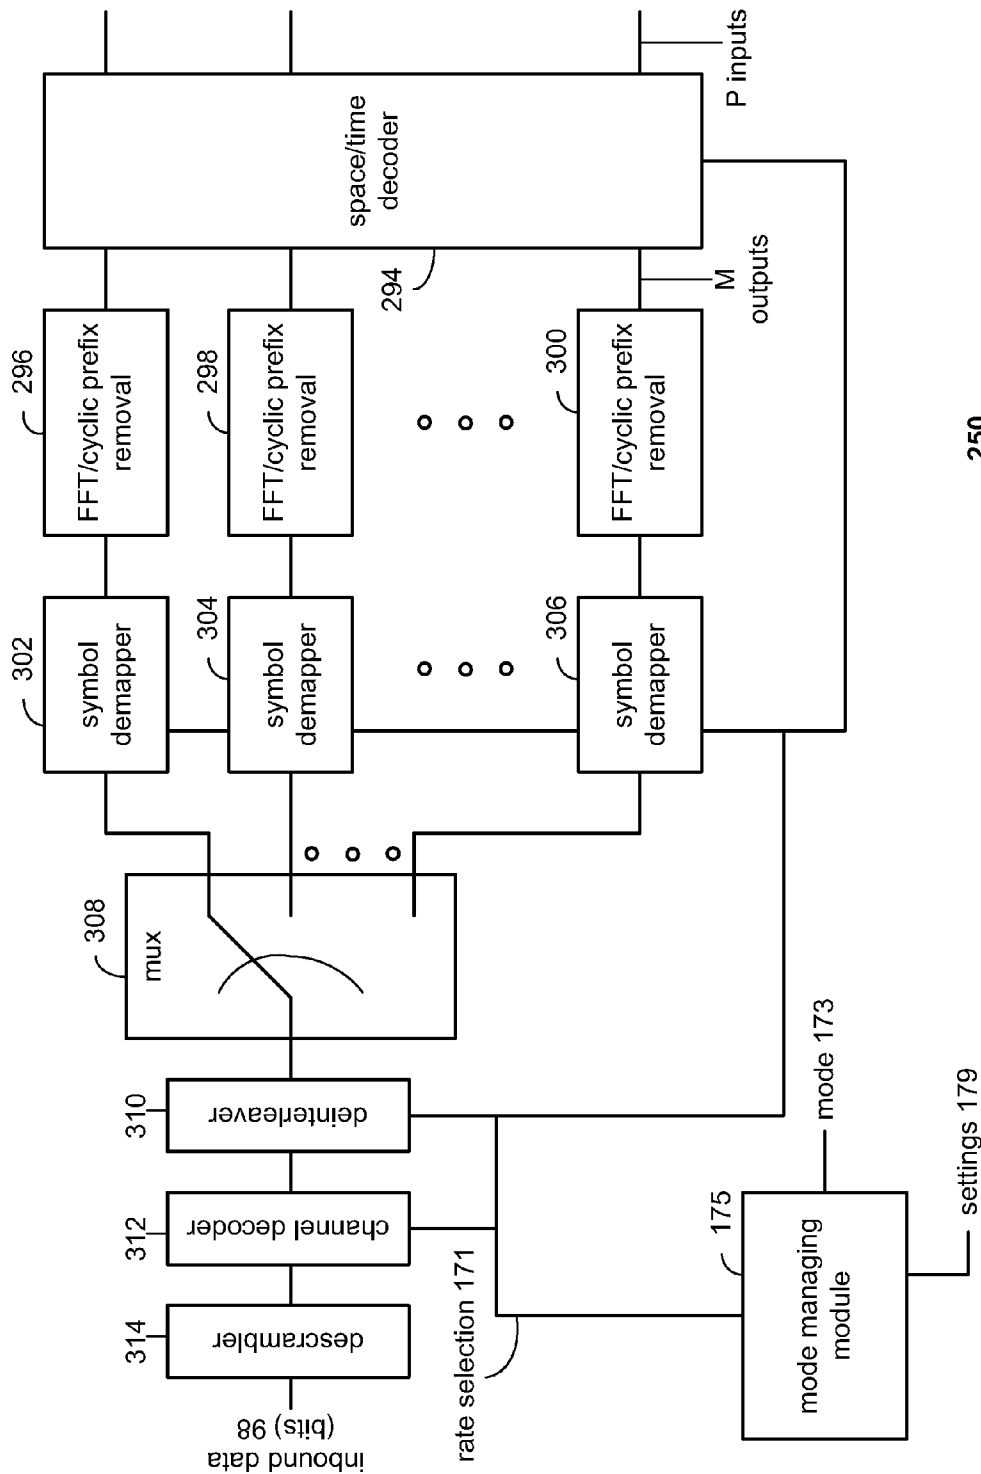 294
space/time
decoder
P inputs
M
outputs
296
FFT/cyclic prefix
removal
298
FFT/cyclic prefix
removal
300
FFT/cyclic prefix
removal
302
symbol
demapper
304
symbol
demapper
306
symbol
demapper
308
mux
310
deinterleaver
312
channel decoder
314
descrambler
inbound data
(bits) 98
rate selection 171
175
mode managing
module
mode 173
settings 179
250